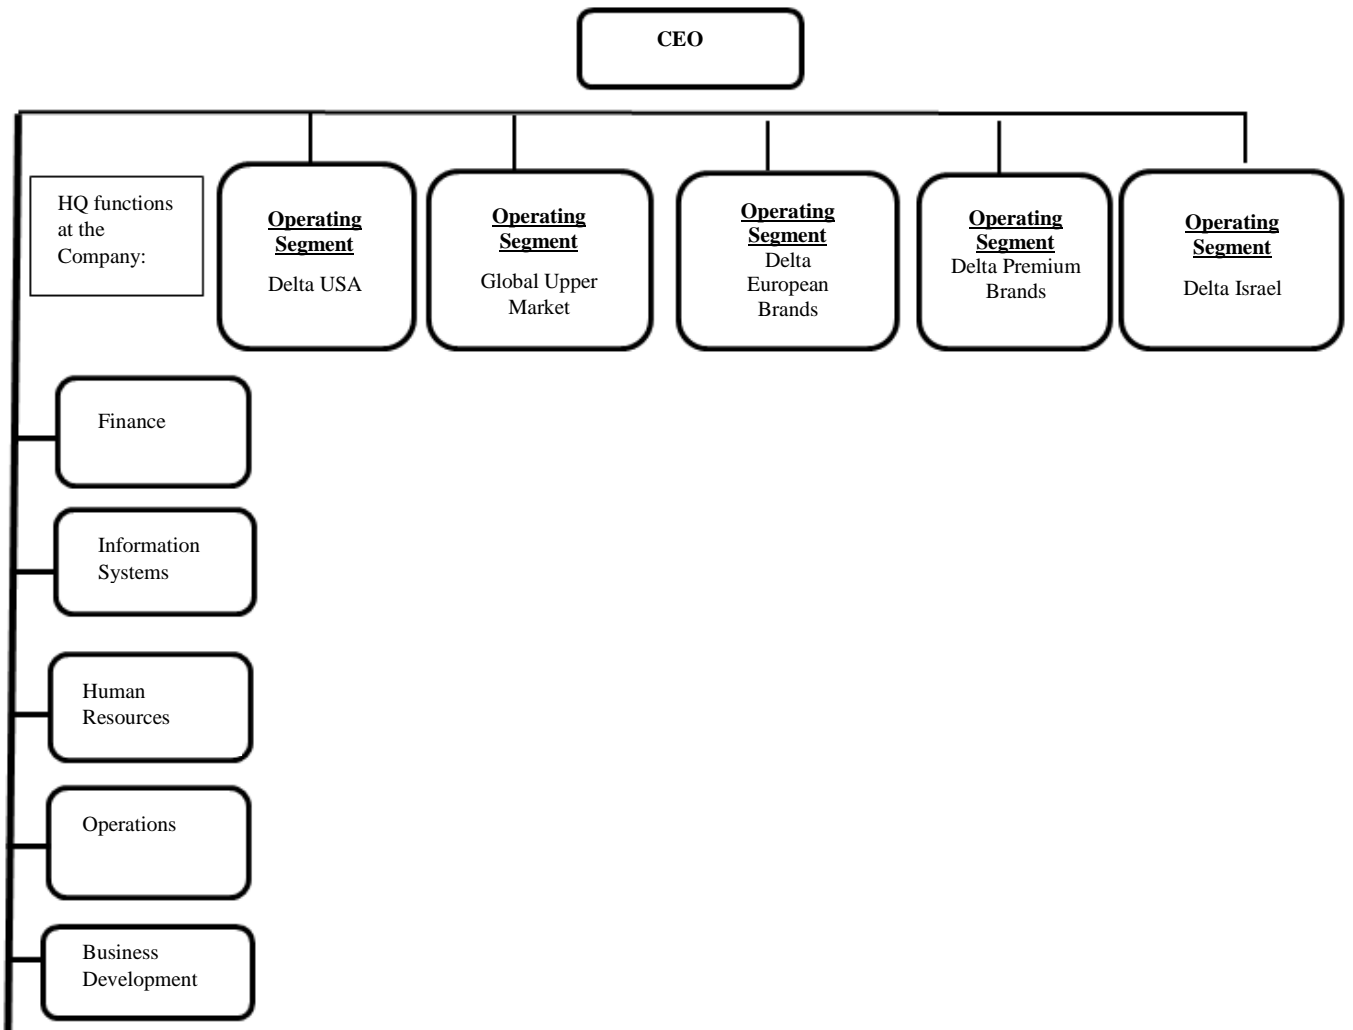 CEO
HQ functions
at the
Company:
Operating
Segment
Delta USA
Operating
Segment
Global Upper
Market
Operating
Segment
Delta
European
Brands
Operating
Segment
Delta Premium
Brands
Operating
Segment
Delta Israel
Finance
Information
Systems
Human
Resources
Operations
Business
Development